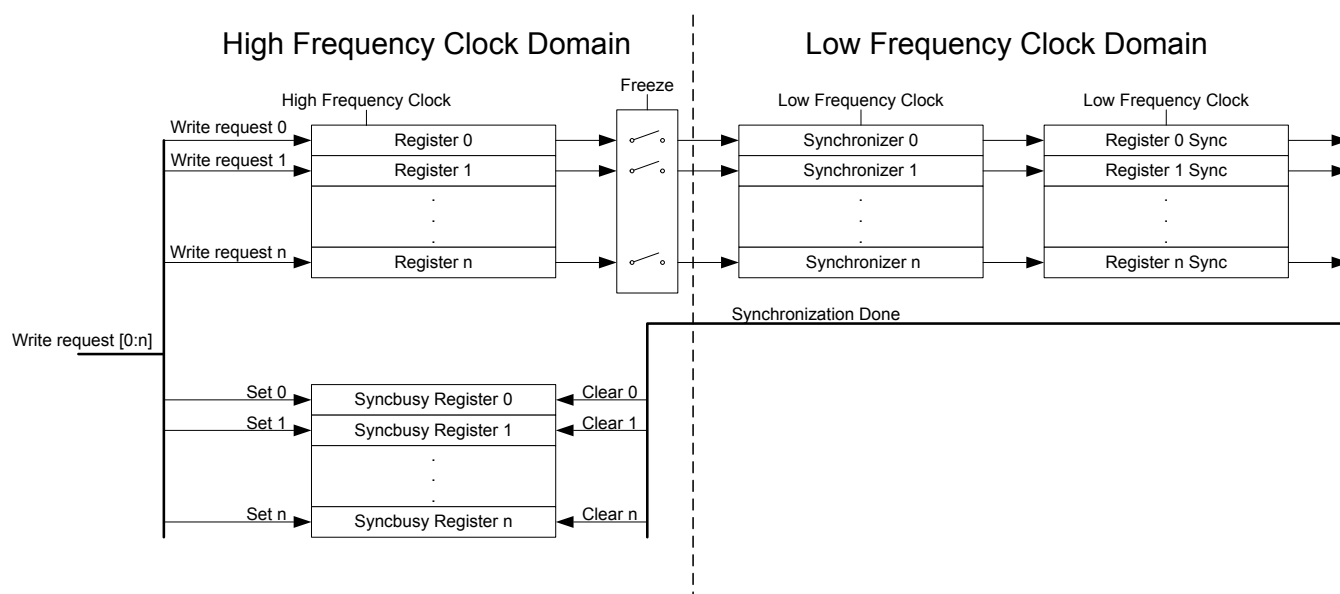 High Frequency Clock Domain
Low Frequency Clock Domain
Freeze
High Frequency Clock
Low Frequency Clock
Low Frequency Clock
Write request 0
Register 0
Synchronizer 0
Register 0 Sync
Write request 1
Register 1
Synchronizer 1
Register 1 Sync
.
.
.
.
.
.
.
.
.
Write request n
Register n
Synchronizer n
Register n Sync
Synchronization Done
Write request [0:n]
Set 0
Syncbusy Register 0
Clear 0
Set 1
Syncbusy Register 1
Clear 1
.
.
.
Set n
Syncbusy Register n
Clear n